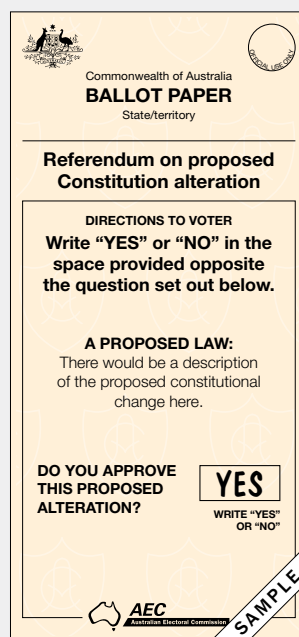 OFFICIAL USE ONLY
Commonwealth of Australia
BALLOT PAPER
State/territory
Referendum on proposed
Constitution alteration
DIRECTIONS TO VOTER
Write “YES” or “NO” in the
space provided opposite
the question set out below.
A PROPOSED LAW:
There would be a description
of the proposed constitutional
change here.
DO YOU APPROVE
THIS PROPOSED
ALTERATION?
YES
WRITE “YES”
OR “NO”
AEC
Australian Electoral Commission
SAMPLE